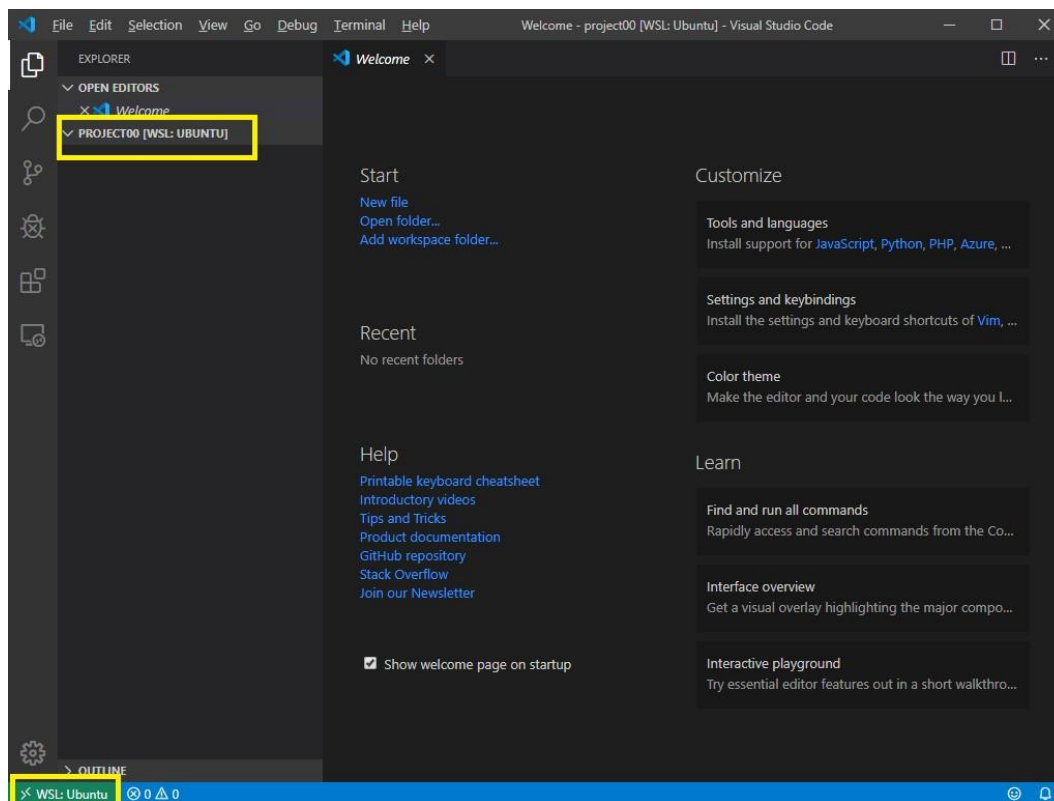 File Edit Selection View Go Debug Terminal Help Welcome - project00 [WSL: Ubuntu] - Visual Studio Code
EXPLORER
OPEN EDITORS
Welcome
PROJECT00 [WSL: UBUNTU]
OUTLINE
Welcome
Start
New file
Open folder...
Add workspace folder...
Recent
No recent folders
Help
Printable keyboard cheatsheet
Introductory videos
Tips and Tricks
Product documentation
GitHub repository
Stack Overflow
Join our Newsletter
Show welcome page on startup
Customize
Tools and languages
Install support for JavaScript, Python, PHP, Azure, ...
Settings and keybindings
Install the settings and keyboard shortcuts of Vim, ...
Color theme
Make the editor and your code look the way you l...
Learn
Find and run all commands
Rapidly access and search commands from the Co...
Interface overview
Get a visual overlay highlighting the major compo...
Interactive playground
Try essential editor features out in a short walkthro...
WSL: Ubuntu 0 0